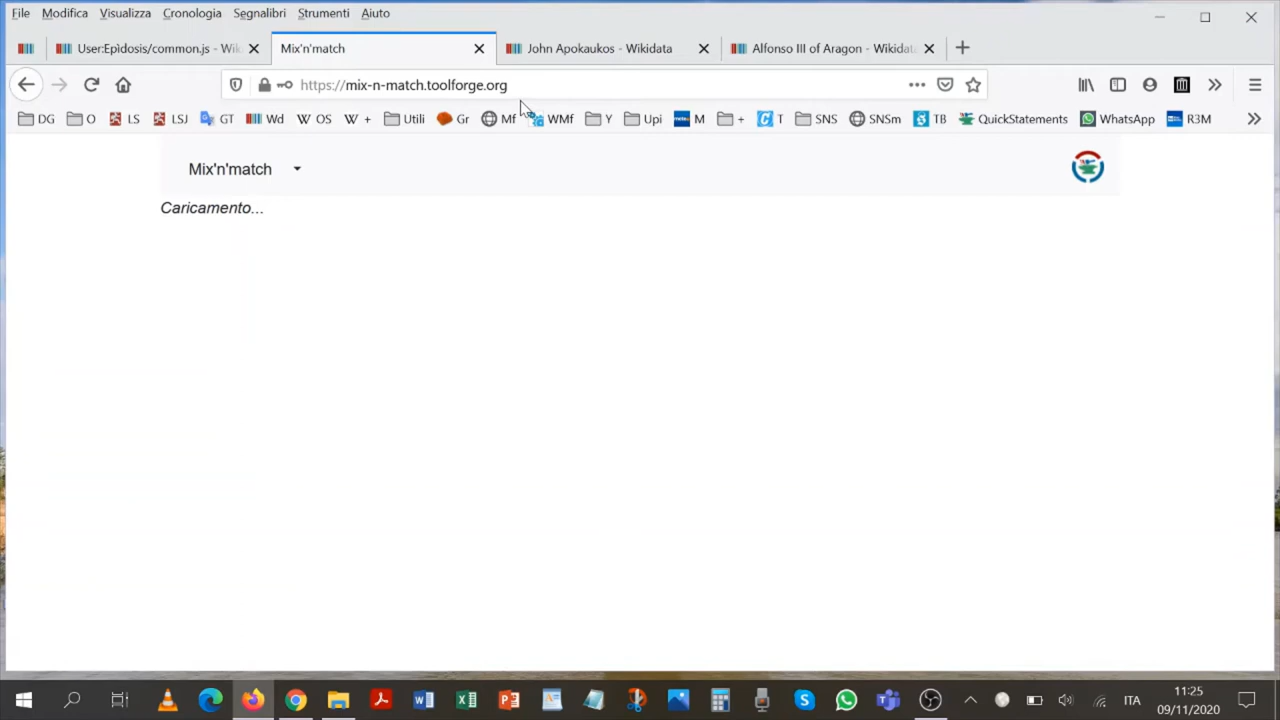 File Modifica Visualizza Cronologia Segnalibri Strumenti Aiuto
User:Epìdosis/common.js - Wik
Mix'n'match
John Apokaukos - Wikidata
Alfonso III of Aragon - Wikidata
https://mix-n-match.toolforge.org
DG O LS LSJ GT Wd OS + Utili Gr Mf WMf Y Upi M + T SNS SNSm TB QuickStatements WhatsApp R3M
Mix'n'match
Caricamento...
ITA
11:25
09/11/2020